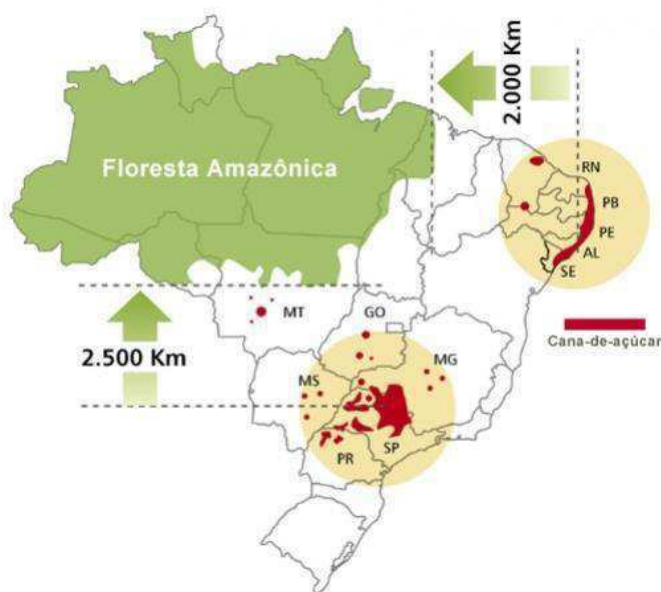 2.000 Km
Floresta Amazônica
RN
PB
PE
AL
SE
MT
GO
2.500 Km
Cana-de-açúcar
MG
MS
SP
PR